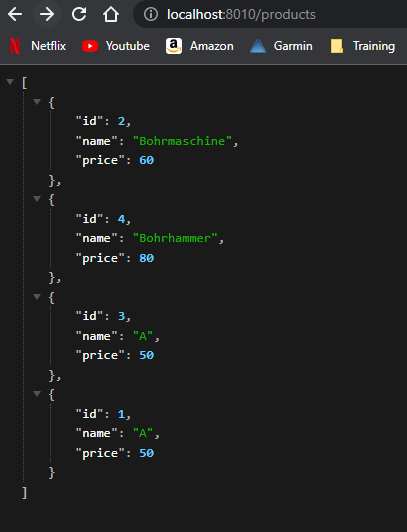 localhost:8010/products
Netflix Youtube Amazon Garmin Training
[
{
"id": 2,
"name": "Bohrmaschine",
"price": 60
},
{
"id": 4,
"name": "Bohrhammer",
"price": 80
},
{
"id": 3,
"name": "A",
"price": 50
},
{
"id": 1,
"name": "A",
"price": 50
}
]